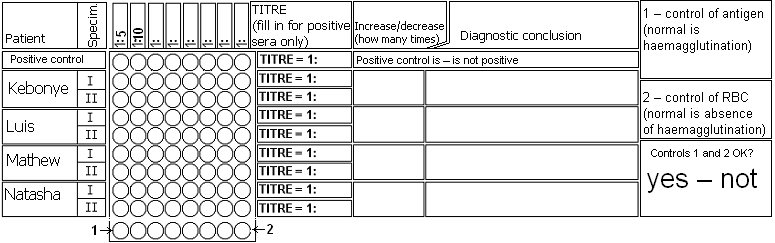 Patient
Specim.
1:5
1:10
1:
1:
1:
1:
1:
1:
TITRE
(fill in for positive
sera only)
Increase/decrease
(how many times)
Diagnostic conclusion
Positive control
TITRE = 1:
Positive control is – is not positive
Kebonye
I
TITRE = 1:
II
TITRE = 1:
Luis
I
TITRE = 1:
II
TITRE = 1:
Mathew
I
TITRE = 1:
II
TITRE = 1:
Natasha
I
TITRE = 1:
II
TITRE = 1:
1
2
1 – control of antigen
(normal is
haemagglutination)
2 – control of RBC
(normal is absence
of haemagglutination)
Controls 1 and 2 OK?
yes – not